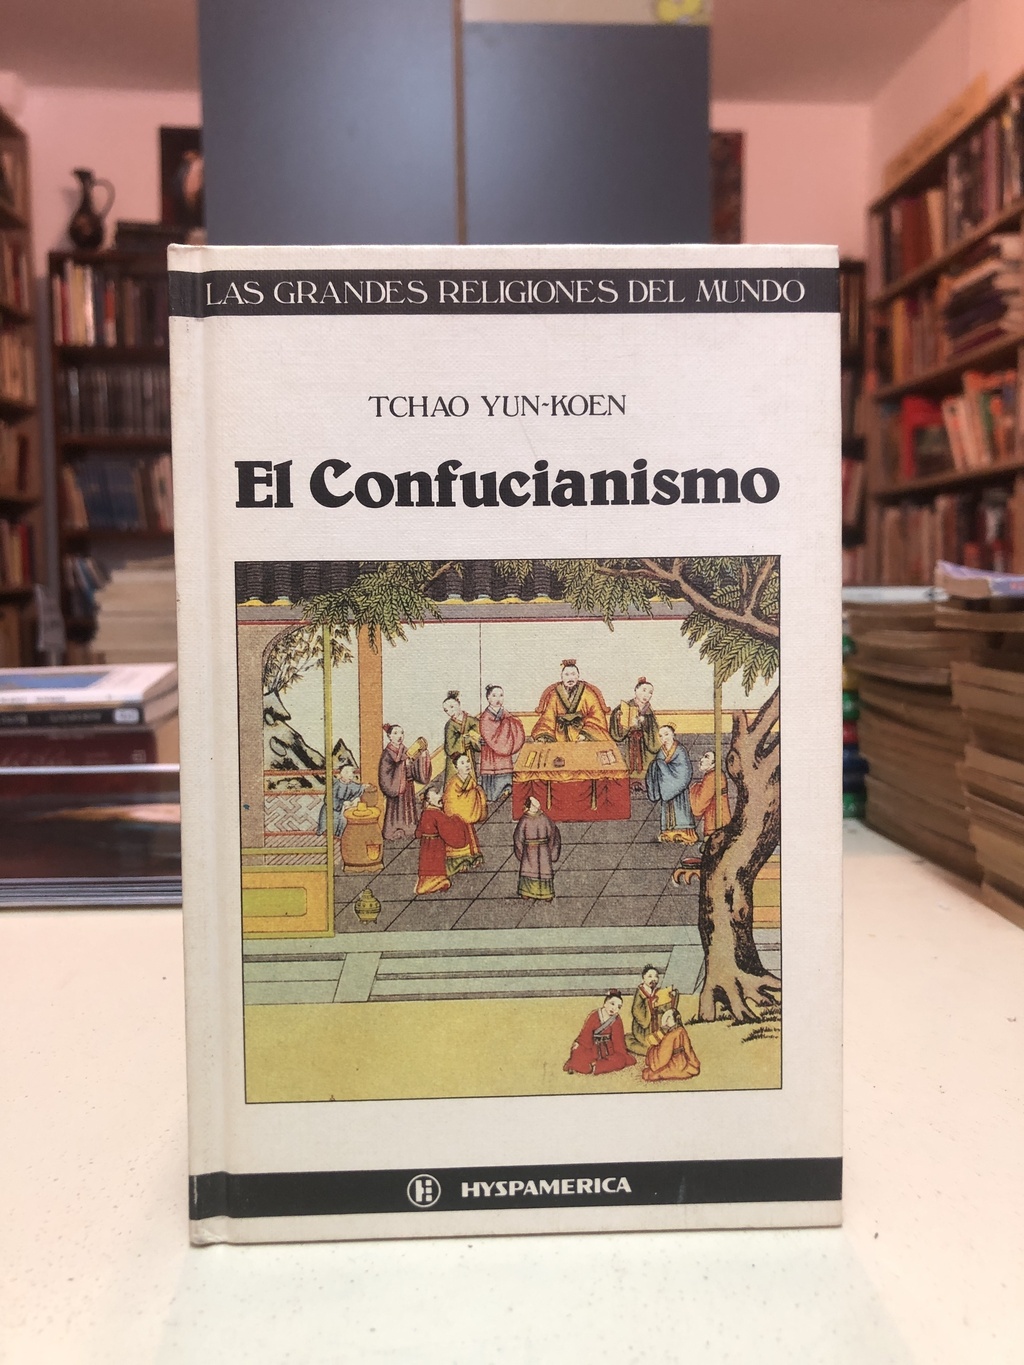 LAS GRANDES RELIGIONES DEL MUNDO
TCHAO YUN-KOEN
El Confucianismo
HYSPAMERICA